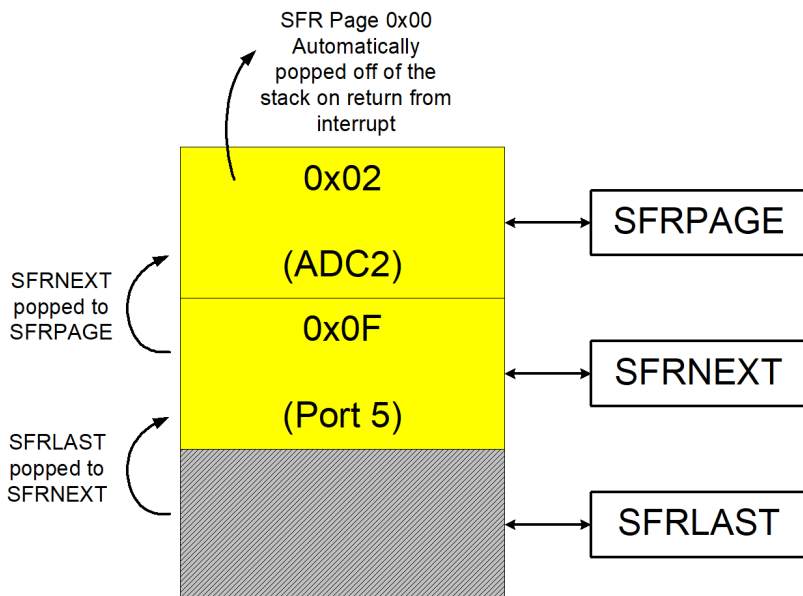 SFR Page 0x00
Automatically
popped off of the
stack on return from
interrupt
0x02
(ADC2)
SFRPAGE
SFRNEXT
popped to
SFRPAGE
0x0F
(Port 5)
SFRNEXT
SFRLAST
popped to
SFRNEXT
SFRLAST